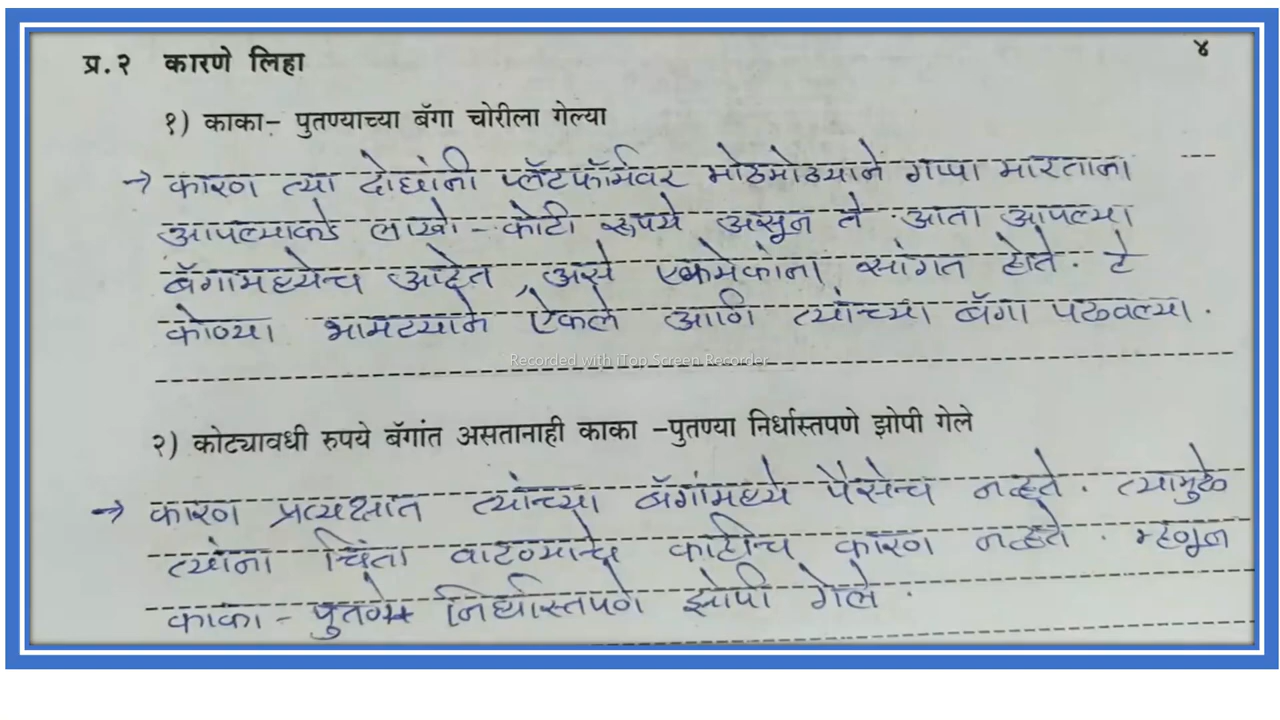 प्र.२ कारणे लिहा ४
१) काका- पुतण्याच्या बॅगा चोरीला गेल्या
→ कारण त्या दोघांनी प्लॅटफॉर्मवर मोठमोठ्याने गप्पा मारताना
आपल्याकडे लाखो - कोटी रुपये असून ते आता आपल्या
बॅगामध्येच आहेत, असे एकमेकांना सांगत होते. हे
कोण्या भामट्याने ऐकले आणि त्यांच्या बॅगा पळवल्या.
Recorded with iTop Screen Recorder
२) कोट्यावधी रुपये बॅगांत असतानाही काका -पुतण्या निर्धास्तपणे झोपी गेले
→ कारण प्रत्यक्षात त्यांच्या बॅगांमध्ये पैसेच नव्हते. त्यामुळे
त्यांना चिंता वाटण्याचे काहीच कारण नव्हते. म्हणून
काका - पुतणे निर्धास्तपणे झोपी गेले.